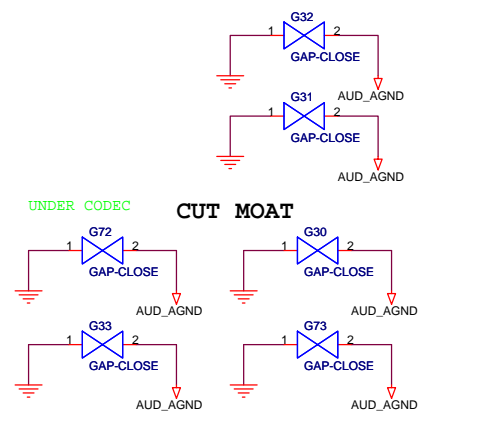 G32
1 2
GAP-CLOSE
AUD_AGND
G31
1 2
GAP-CLOSE
AUD_AGND
UNDER CODEC
CUT MOAT
G72
1 2
GAP-CLOSE
AUD_AGND
G30
1 2
GAP-CLOSE
AUD_AGND
G33
1 2
GAP-CLOSE
AUD_AGND
G73
1 2
GAP-CLOSE
AUD_AGND